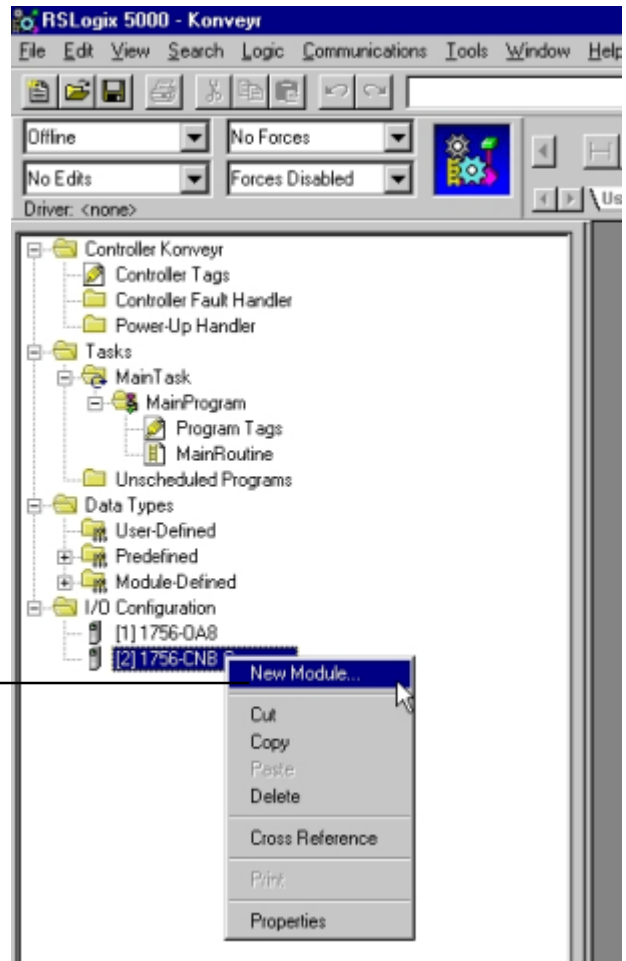 RSLogix 5000 - Konveyr
File Edit View Search Logic Communications Tools Window Help
Offline No Forces
No Edits Forces Disabled
Driver: <none>
Controller Konveyr
Controller Tags
Controller Fault Handler
Power-Up Handler
Tasks
MainTask
MainProgram
Program Tags
MainRoutine
Unscheduled Programs
Data Types
User-Defined
Predefined
Module-Defined
I/O Configuration
[1] 1756-OA8
[2] 1756-CNB
New Module...
Cut
Copy
Paste
Delete
Cross Reference
Print
Properties